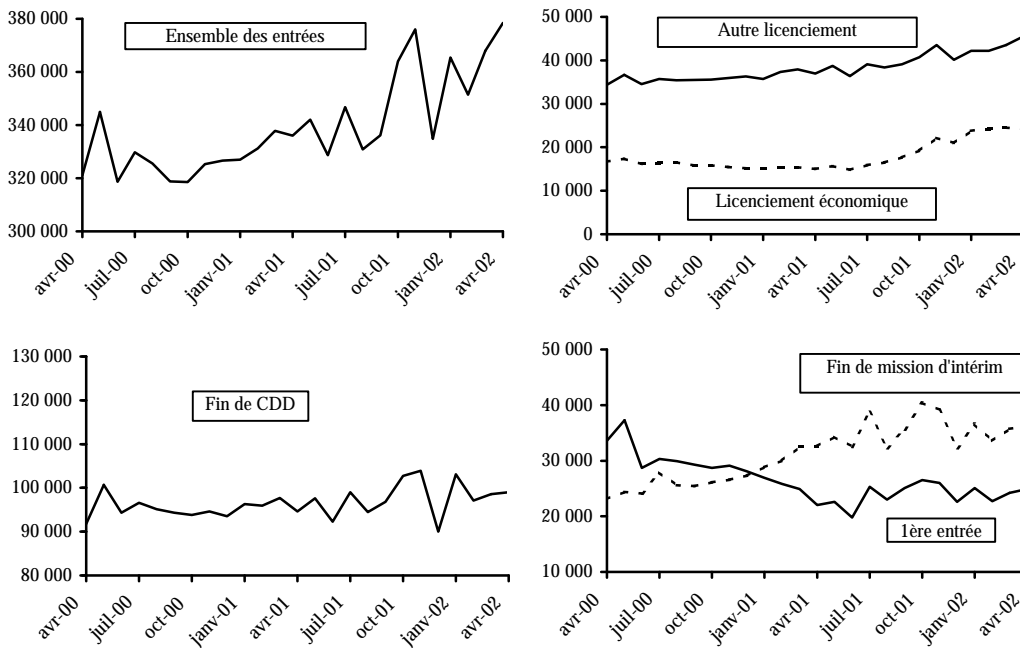 Ensemble des entrées
380 000
360 000
340 000
320 000
300 000
avr-00
juil-00
oct-00
janv-01
avr-01
juil-01
oct-01
janv-02
avr-02
Autre licenciement
Licenciement économique
50 000
40 000
30 000
20 000
10 000
0
avr-00
juil-00
oct-00
janv-01
avr-01
juil-01
oct-01
janv-02
avr-02
Fin de CDD
130 000
120 000
110 000
100 000
90 000
80 000
avr-00
juil-00
oct-00
janv-01
avr-01
juil-01
oct-01
janv-02
avr-02
Fin de mission d'intérim
1ère entrée
50 000
40 000
30 000
20 000
10 000
avr-00
juil-00
oct-00
janv-01
avr-01
juil-01
oct-01
janv-02
avr-02